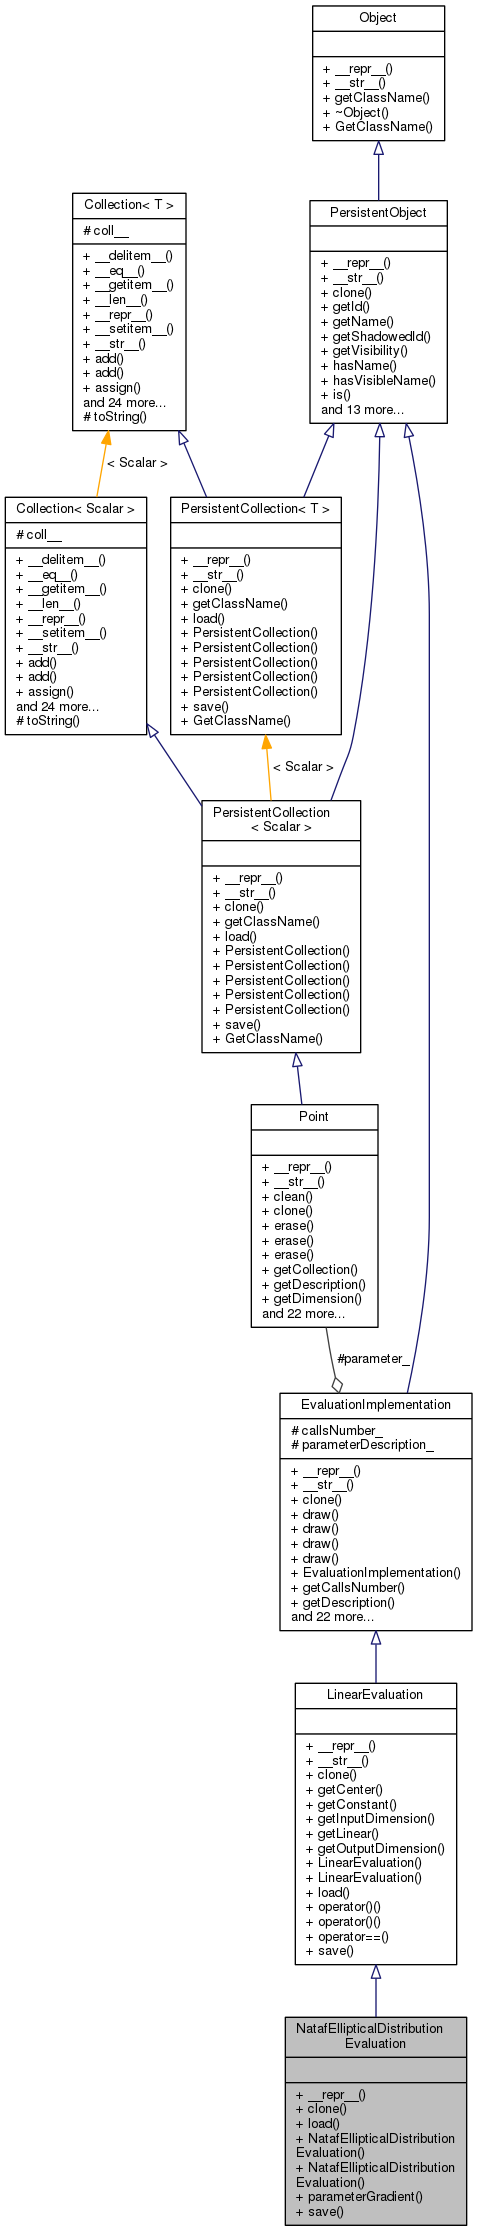 Object
+ __repr__()
+ __str__()
+ getClassName()
+ ~Object()
+ GetClassName()
Collection< T >
# coll__
+ __delitem__()
+ __eq__()
+ __getitem__()
+ __len__()
+ __repr__()
+ __setitem__()
+ __str__()
+ add()
+ add()
+ assign()
and 24 more...
# toString()
PersistentObject
+ __repr__()
+ __str__()
+ clone()
+ getId()
+ getName()
+ getShadowedId()
+ getVisibility()
+ hasName()
+ hasVisibleName()
+ is()
and 13 more...
< Scalar >
Collection< Scalar >
# coll__
+ __delitem__()
+ __eq__()
+ __getitem__()
+ __len__()
+ __repr__()
+ __setitem__()
+ __str__()
+ add()
+ add()
+ assign()
and 24 more...
# toString()
PersistentCollection< T >
+ __repr__()
+ __str__()
+ clone()
+ getClassName()
+ load()
+ PersistentCollection()
+ PersistentCollection()
+ PersistentCollection()
+ PersistentCollection()
+ PersistentCollection()
+ save()
+ GetClassName()
< Scalar >
PersistentCollection
< Scalar >
+ __repr__()
+ __str__()
+ clone()
+ getClassName()
+ load()
+ PersistentCollection()
+ PersistentCollection()
+ PersistentCollection()
+ PersistentCollection()
+ PersistentCollection()
+ save()
+ GetClassName()
Point
+ __repr__()
+ __str__()
+ clean()
+ clone()
+ erase()
+ erase()
+ erase()
+ getCollection()
+ getDescription()
+ getDimension()
and 22 more...
#parameter_
EvaluationImplementation
# callsNumber_
# parameterDescription_
+ __repr__()
+ __str__()
+ clone()
+ draw()
+ draw()
+ draw()
+ draw()
+ EvaluationImplementation()
+ getCallsNumber()
+ getDescription()
and 22 more...
LinearEvaluation
+ __repr__()
+ __str__()
+ clone()
+ getCenter()
+ getConstant()
+ getInputDimension()
+ getLinear()
+ getOutputDimension()
+ LinearEvaluation()
+ LinearEvaluation()
+ load()
+ operator()()
+ operator()()
+ operator==()
+ save()
NatafEllipticalDistribution
Evaluation
+ __repr__()
+ clone()
+ load()
+ NatafEllipticalDistribution
Evaluation()
+ NatafEllipticalDistribution
Evaluation()
+ parameterGradient()
+ save()